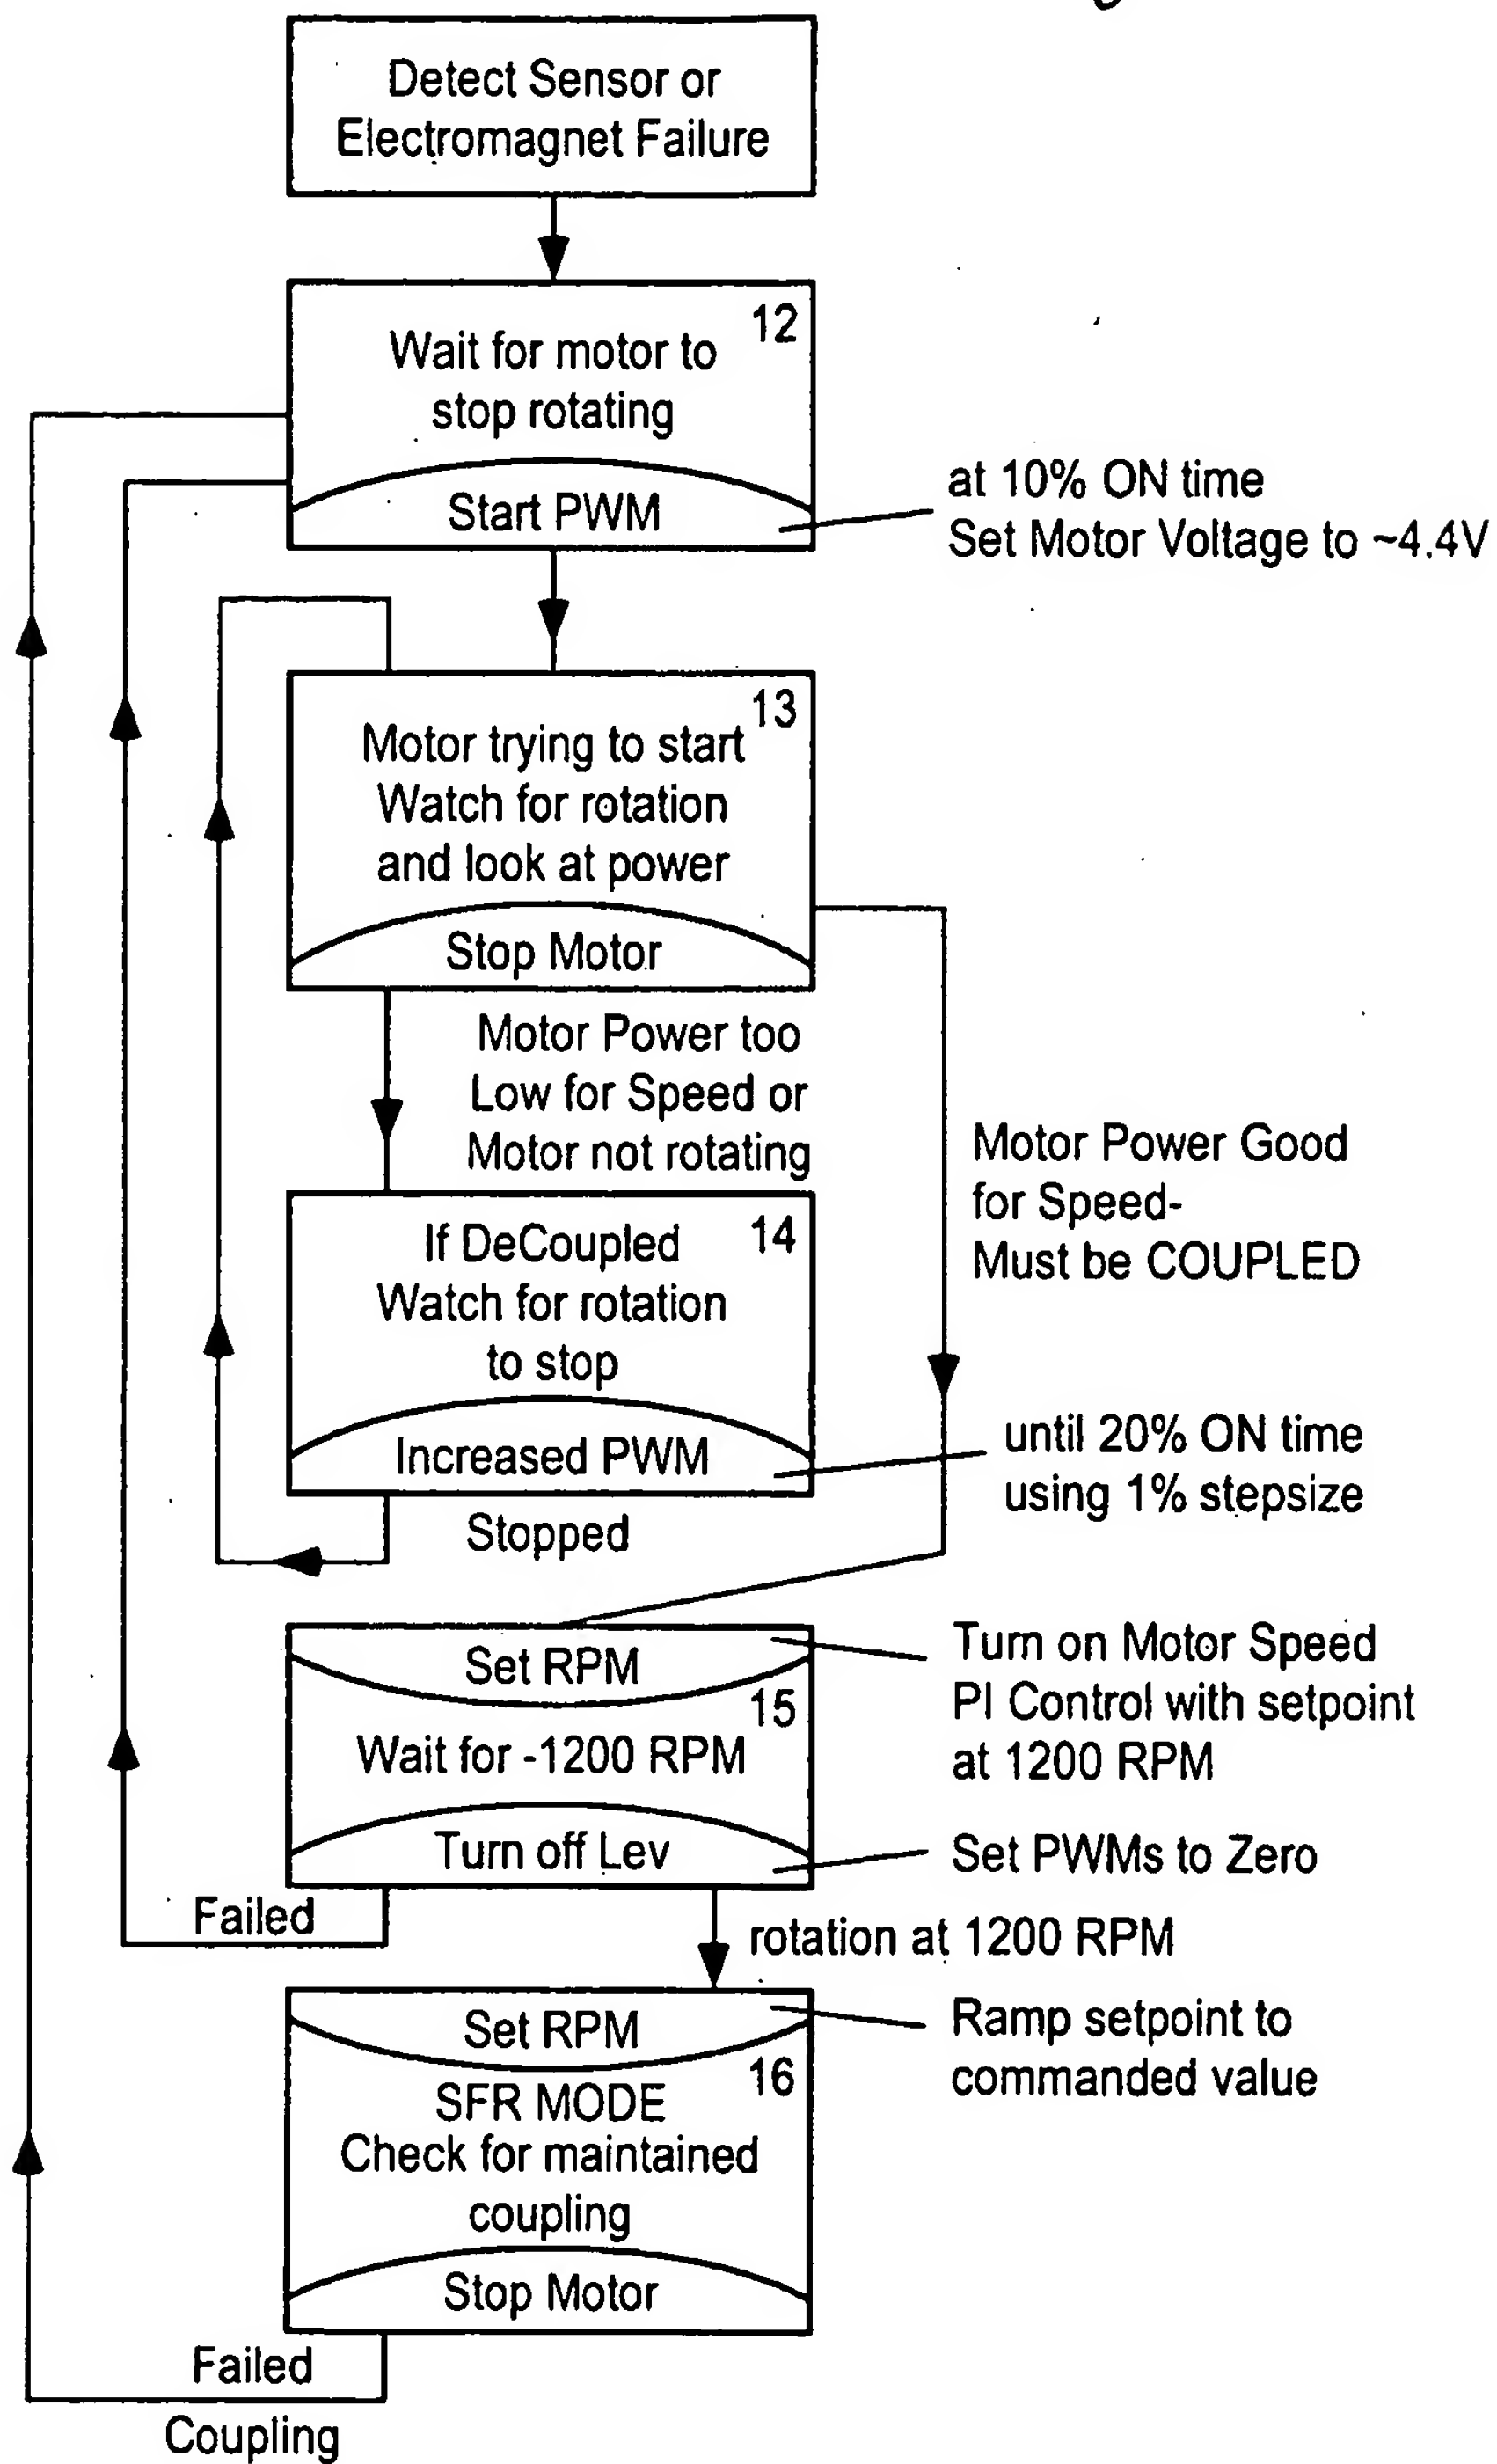 Detect Sensor or
Electromagnet Failure
12
Wait for motor to
stop rotating
Start PWM
at 10% ON time
Set Motor Voltage to ~4.4V
13
Motor trying to start
Watch for rotation
and look at power
Stop Motor
Motor Power too
Low for Speed or
Motor not rotating
Motor Power Good
for Speed-
Must be COUPLED
14
If DeCoupled
Watch for rotation
to stop
Increased PWM
until 20% ON time
using 1% stepsize
Stopped
Set RPM
15
Wait for -1200 RPM
Turn off Lev
Turn on Motor Speed
PI Control with setpoint
at 1200 RPM
Set PWMs to Zero
Failed
rotation at 1200 RPM
Set RPM
16
SFR MODE
Check for maintained
coupling
Stop Motor
Ramp setpoint to
commanded value
Failed
Coupling